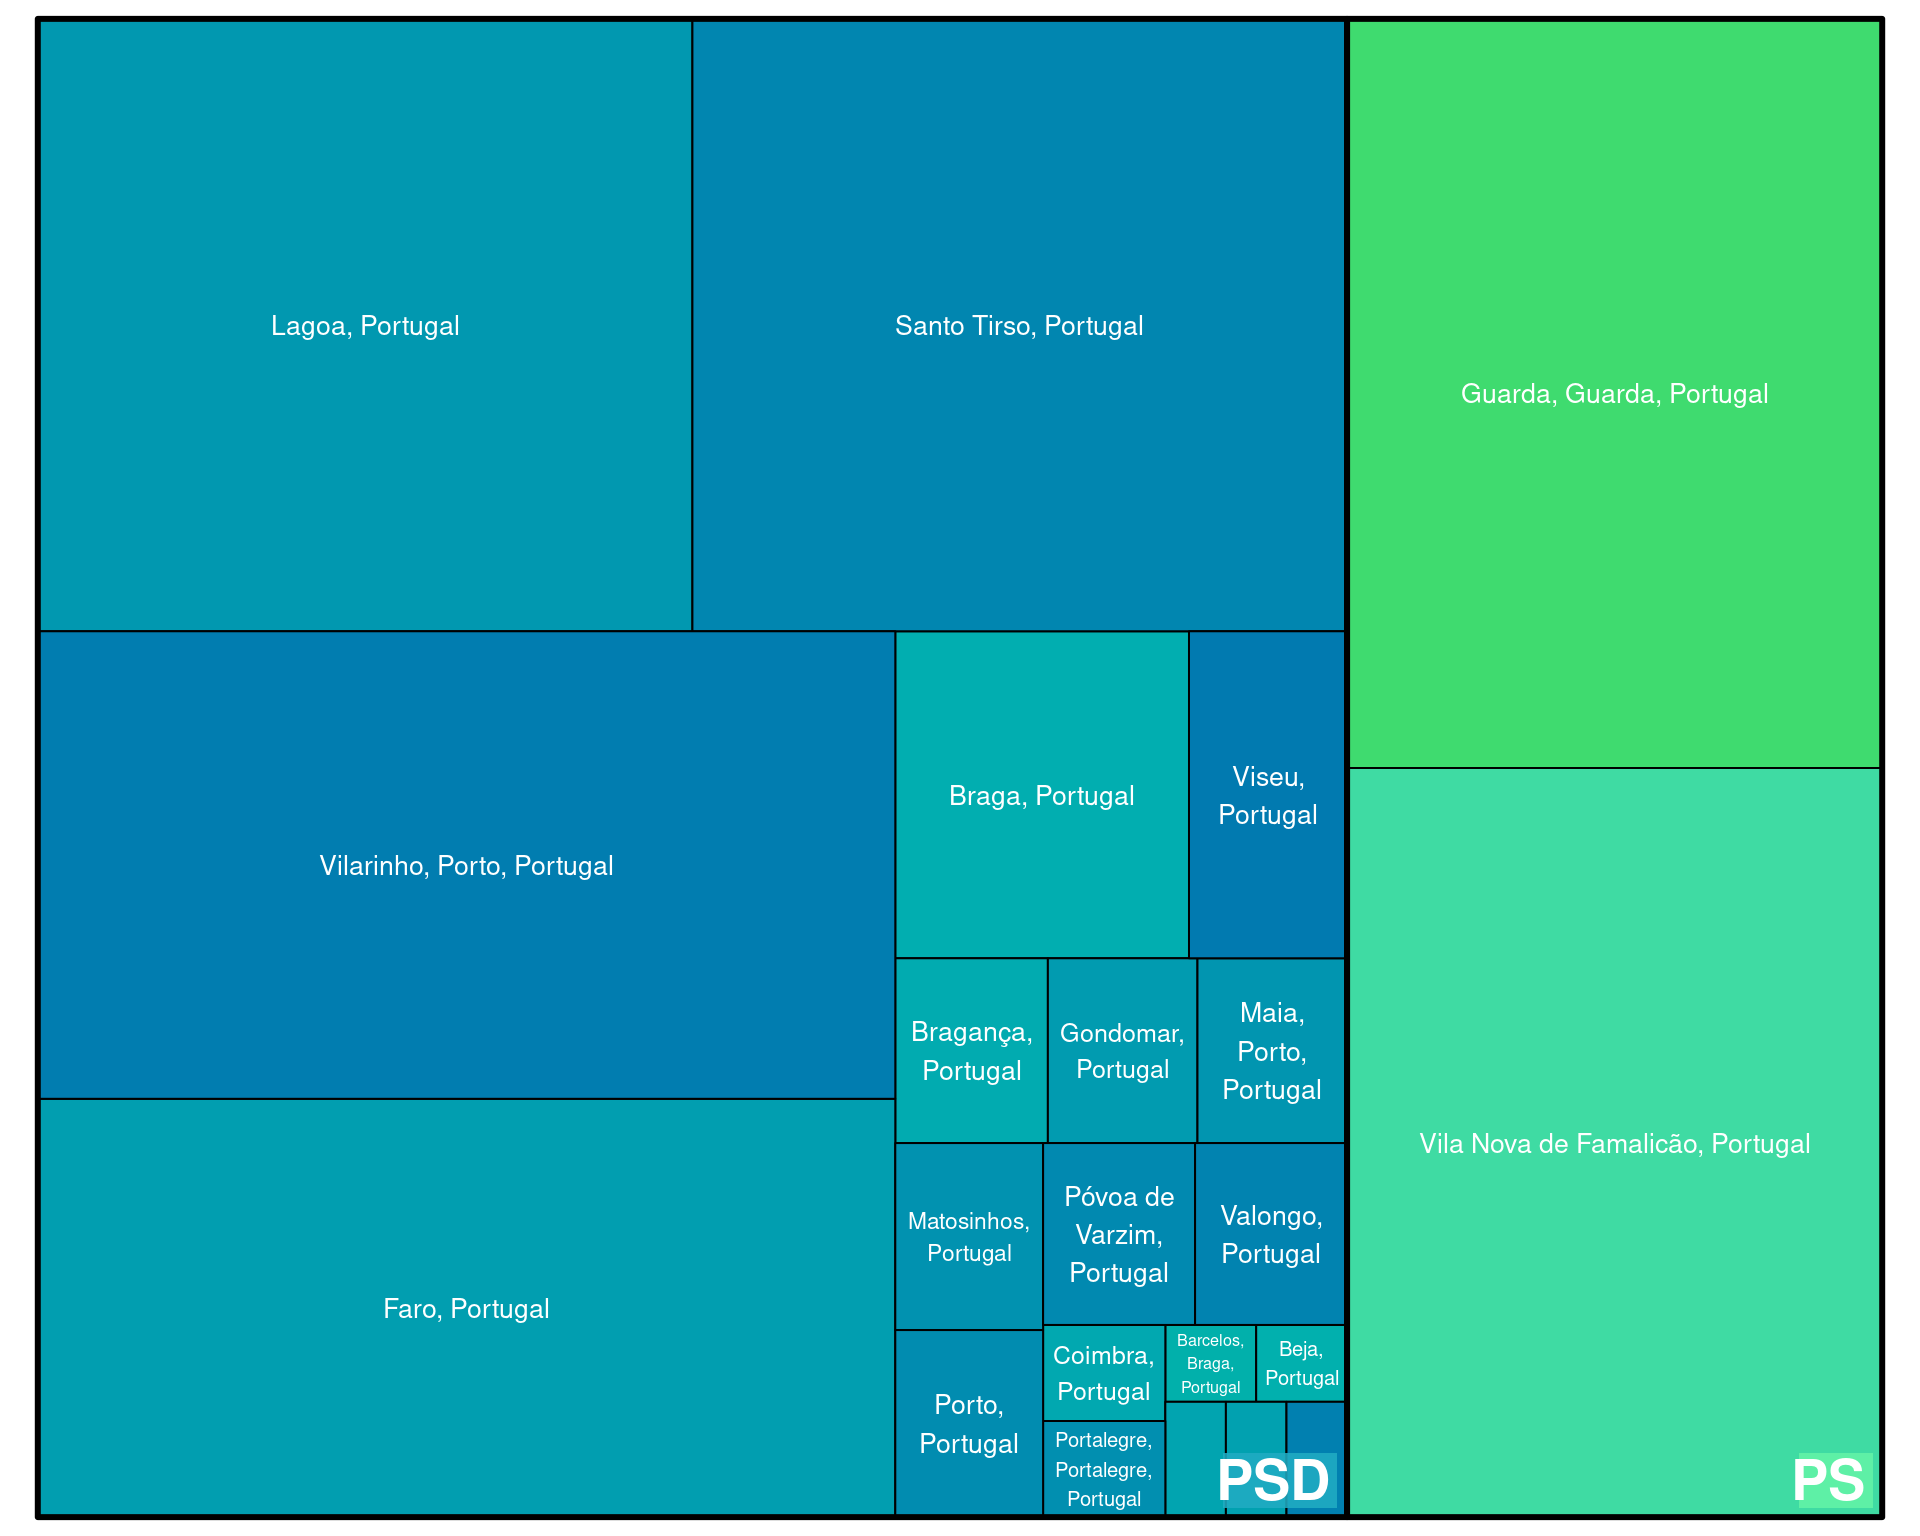 Lagoa, Portugal
Santo Tirso, Portugal
Guarda, Guarda, Portugal
Vilarinho, Porto, Portugal
Braga, Portugal
Viseu,
Portugal
Bragança,
Portugal
Gondomar,
Portugal
Maia,
Porto,
Portugal
Vila Nova de Famalicão, Portugal
Faro, Portugal
Matosinhos,
Portugal
Póvoa de
Varzim,
Portugal
Valongo,
Portugal
Porto,
Portugal
Coimbra,
Portugal
Barcelos,
Braga,
Portugal
Beja,
Portugal
Portalegre,
Portalegre,
Portugal
PSD
PS